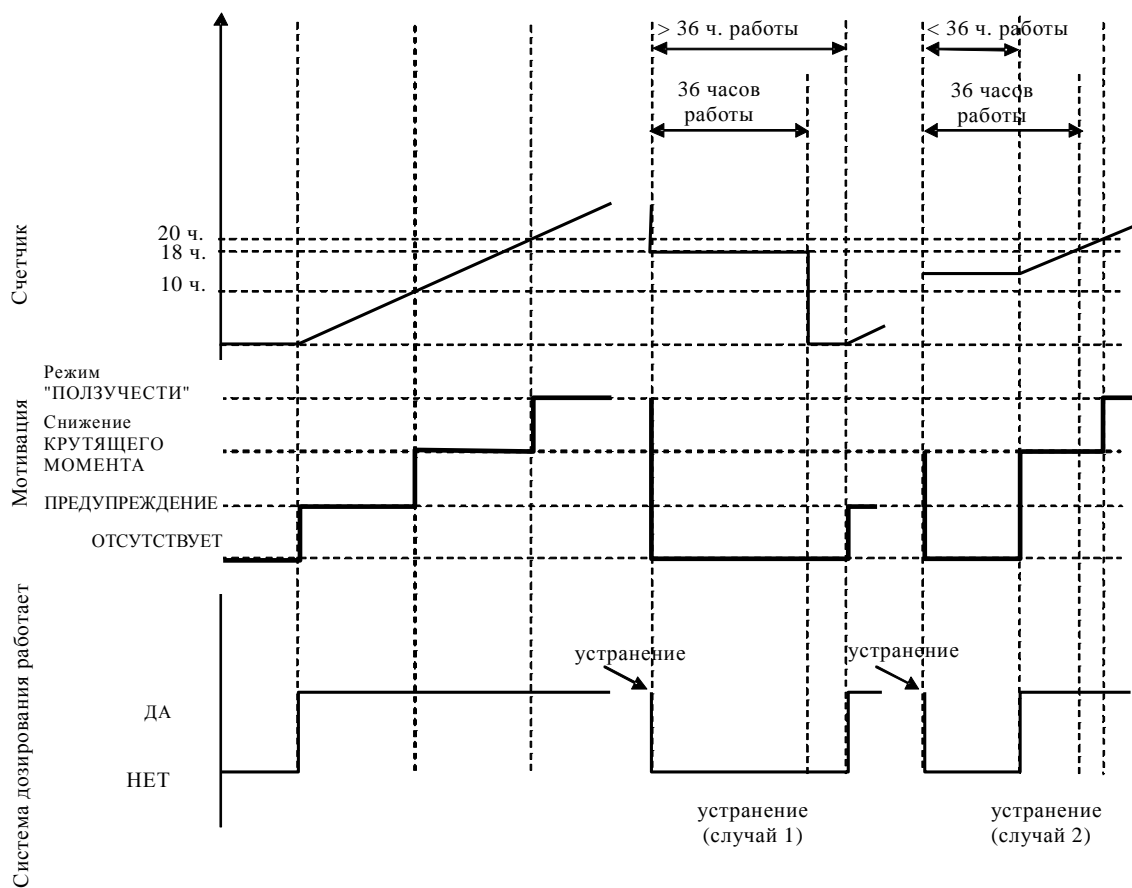 > 36 ч. работы
< 36 ч. работы
36 часов
работы
36 часов
работы
Счетчик
20 ч.
18 ч.
10 ч.
Мотивация
Режим
"ПОЛЗУЧЕСТИ"
Снижение
КРУТЯЩЕГО
МОМЕНТА
ПРЕДУПРЕЖДЕНИЕ
ОТСУТСТВУЕТ
Система дозирования работает
устранение
устранение
ДА
НЕТ
устранение
(случай 1)
устранение
(случай 2)